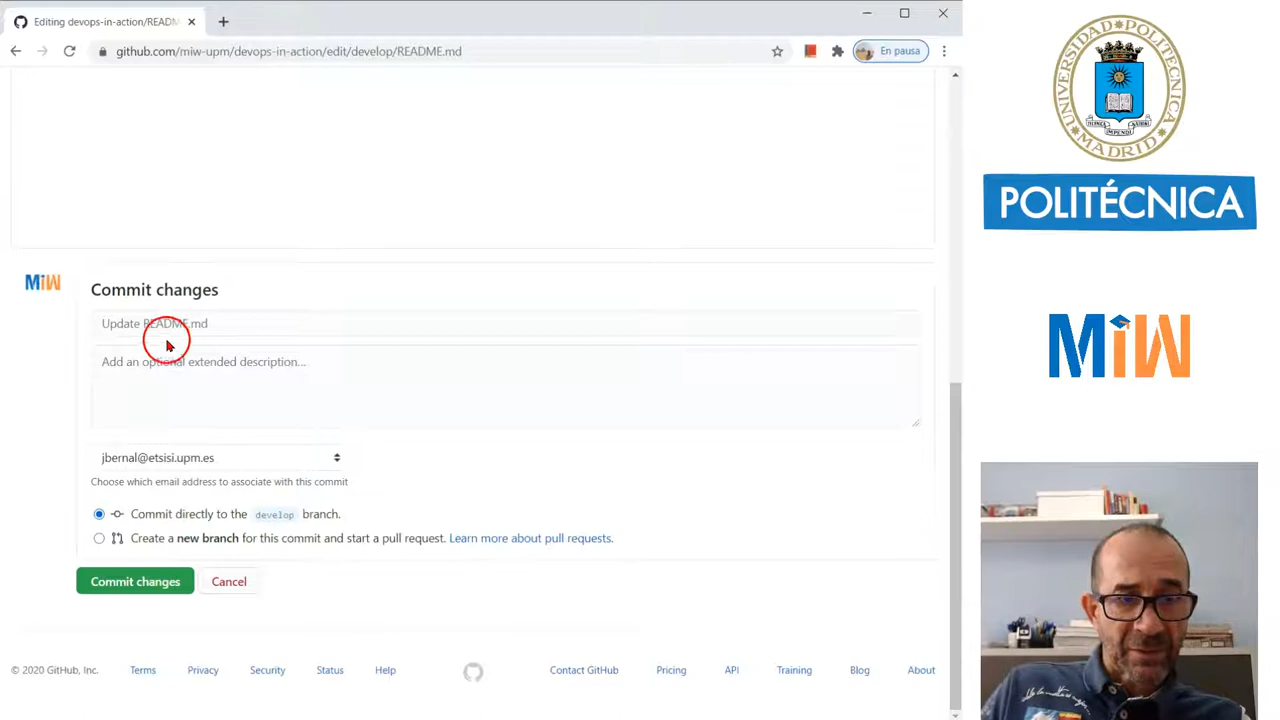 Editing devops-in-action/READM
github.com/miw-upm/devops-in-action/edit/develop/README.md
En pausa
MiW
Commit changes
Update README.md
Add an optional extended description...
jbernal@etsisi.upm.es
Choose which email address to associate with this commit
Commit directly to the develop branch.
Create a new branch for this commit and start a pull request. Learn more about pull requests.
Commit changes
Cancel
© 2020 GitHub, Inc.
Terms
Privacy
Security
Status
Help
Contact GitHub
Pricing
API
Training
Blog
About
UNIVERSIDAD POLITECNICA
MADRID
POLITÉCNICA
MiW